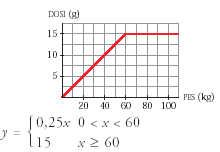 DOSI (g)
15
10
5
20 40 60 80 100
PES (kg)
y = { 0,25x 0 < x < 60
15 x ≥ 60